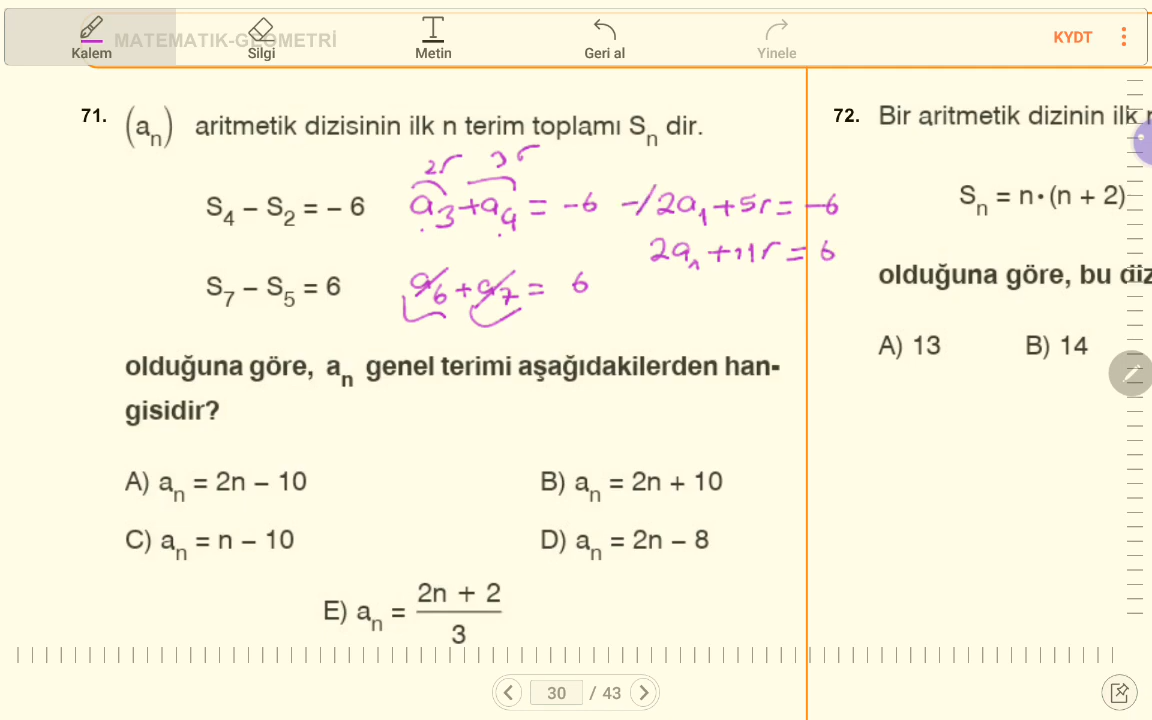 Kalem
MATEMATİK-GEOMETRİ
Silgi
Metin
Geri al
Yinele
KYDT
71. (aₙ) aritmetik dizisinin ilk n terim toplamı Sₙ dir.
2r 3r
S₄ − S₂ = − 6 a₃ + a₄ = −6 −/2a₁ + 5r = −6
2a₁ + 11r = 6
S₇ − S₅ = 6 a₆ + a₇ = 6
olduğuna göre, aₙ genel terimi aşağıdakilerden han-
gisidir?
A) aₙ = 2n − 10 B) aₙ = 2n + 10
C) aₙ = n − 10 D) aₙ = 2n − 8
E) aₙ = (2n + 2)/3
72. Bir aritmetik dizinin ilk
Sₙ = n·(n + 2)
olduğuna göre, bu diz
A) 13 B) 14
30 / 43